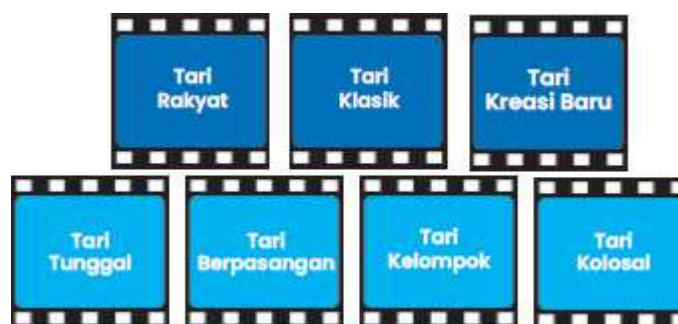 Tari
Rakyat
Tari
Klasik
Tari
Kreasi Baru
Tari
Tunggal
Tari
Berpasangan
Tari
Kelompok
Tari
Kolosal